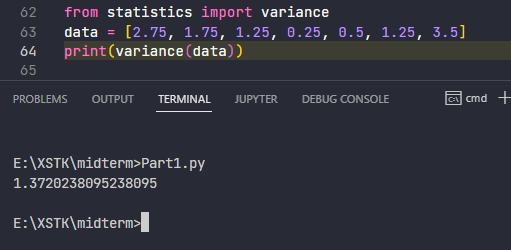 62 from statistics import variance
63 data = [2.75, 1.75, 1.25, 0.25, 0.5, 1.25, 3.5]
64 print(variance(data))
65
PROBLEMS OUTPUT TERMINAL JUPYTER DEBUG CONSOLE cmd
E:\XSTK\midterm>Part1.py
1.3720238095238095
E:\XSTK\midterm>